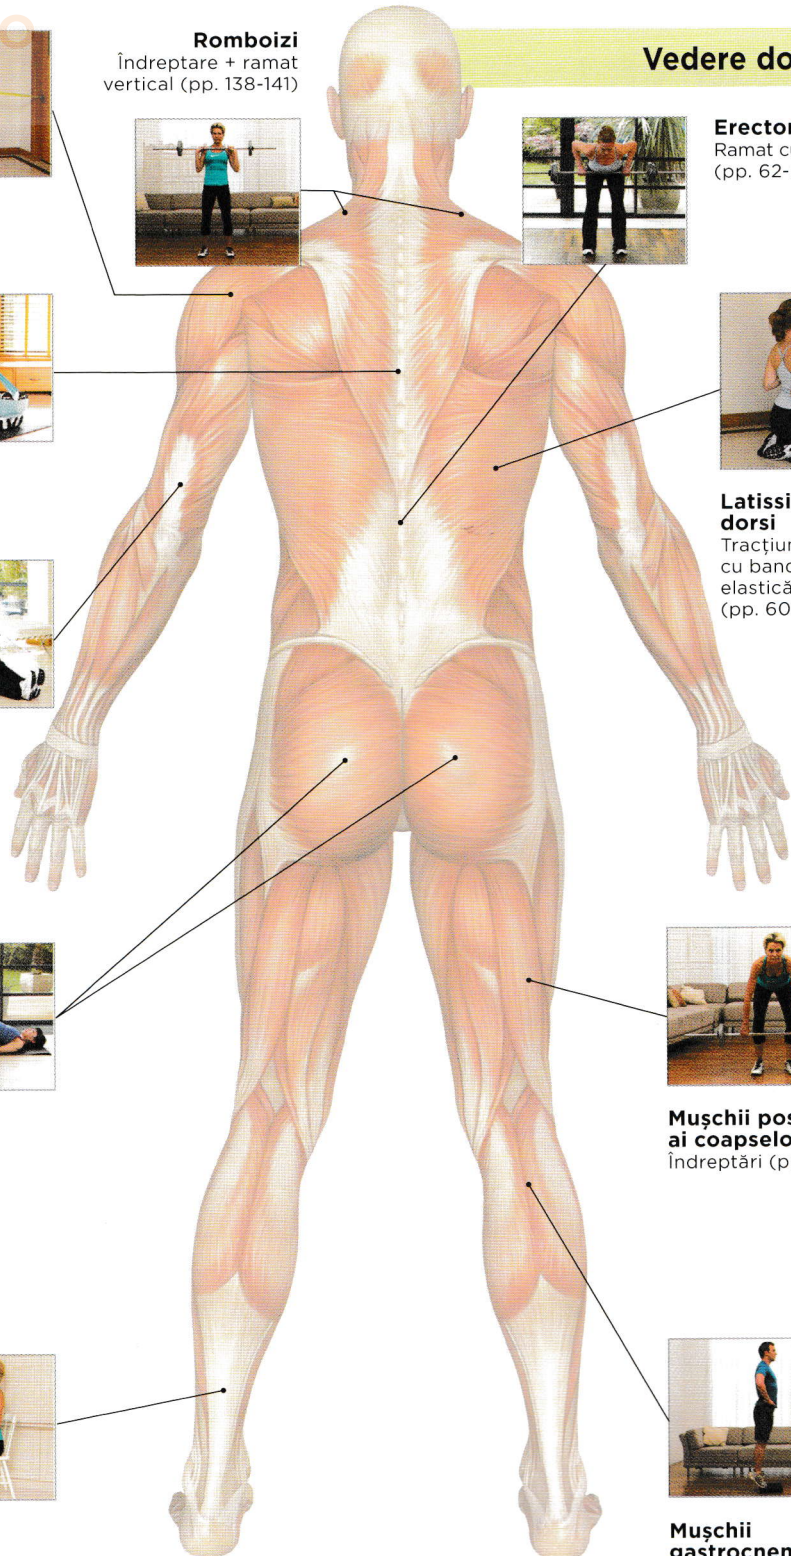 Romboizi
Îndreptare + ramat
vertical (pp. 138-141)
Vedere do
Erector
Ramat cu
(pp. 62-
Latissi
dorsi
Tracțiun
cu band
elastică
(pp. 60
Mușchii pos
ai coapselo
Îndreptări (p
Mușchii
gastrocnem